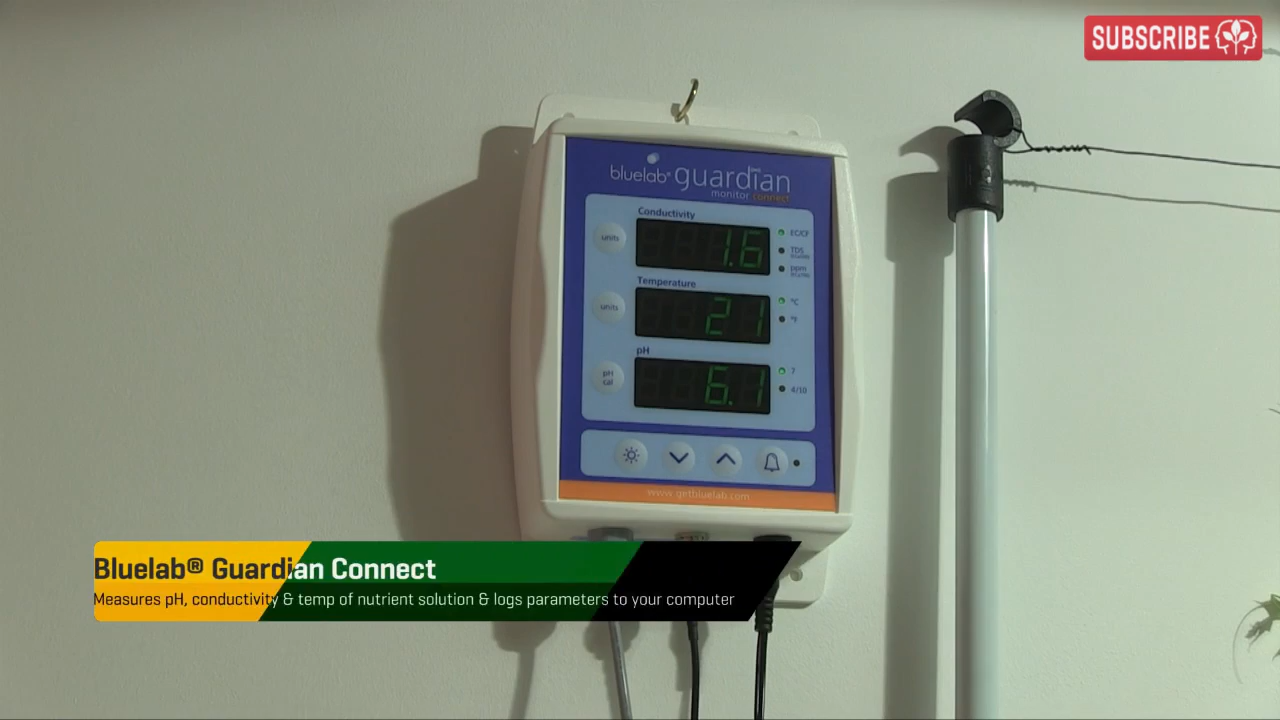 SUBSCRIBE
bluelab® guardian
monitor connect
Conductivity
units
1.6
EC/CF
TDS
ppm
Temperature
units
21
°C
°F
pH
pH
cal
6.1
7
4/10
www.getbluelab.com
Bluelab® Guardian Connect
Measures pH, conductivity & temp of nutrient solution & logs parameters to your computer